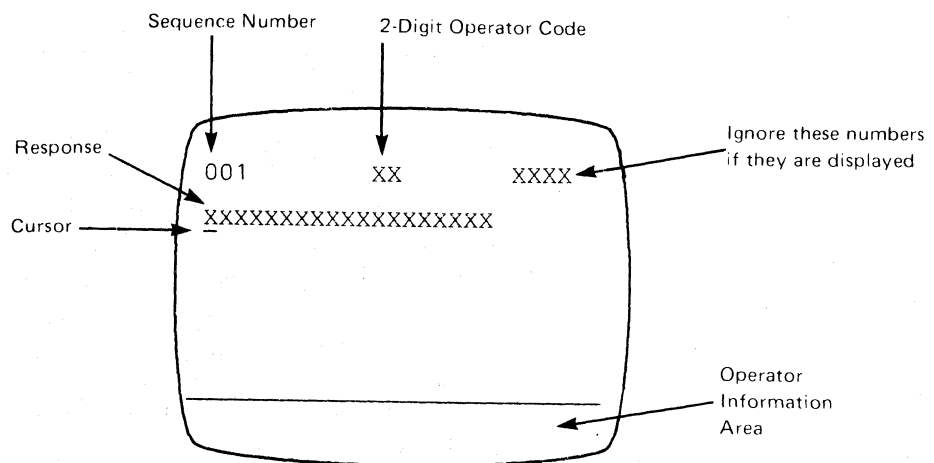 Sequence Number
2-Digit Operator Code
Response
001 XX XXXX
Ignore these numbers
if they are displayed
XXXXXXXXXXXXXXXXXXX
Cursor
Operator
Information
Area